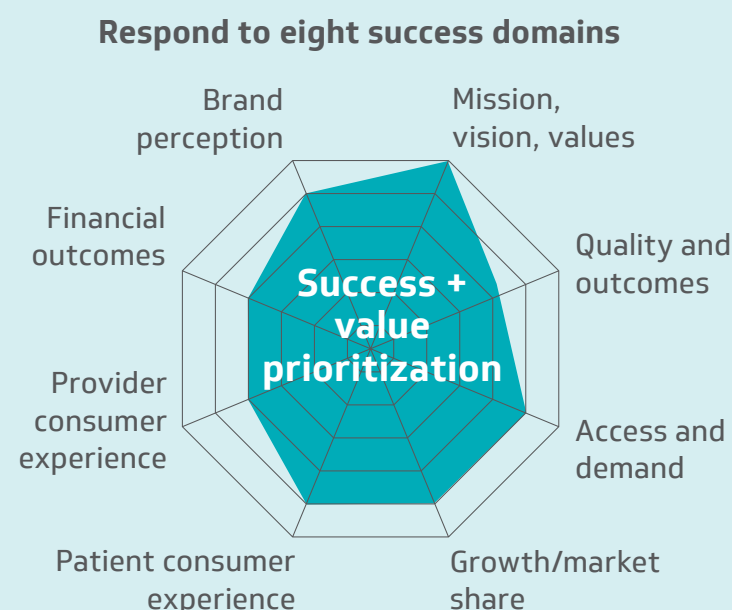 Respond to eight success domains
Brand
perception
Mission,
vision, values
Financial
outcomes
Quality and
outcomes
Success +
value
prioritization
Provider
consumer
experience
Access and
demand
Patient consumer
experience
Growth/market
share